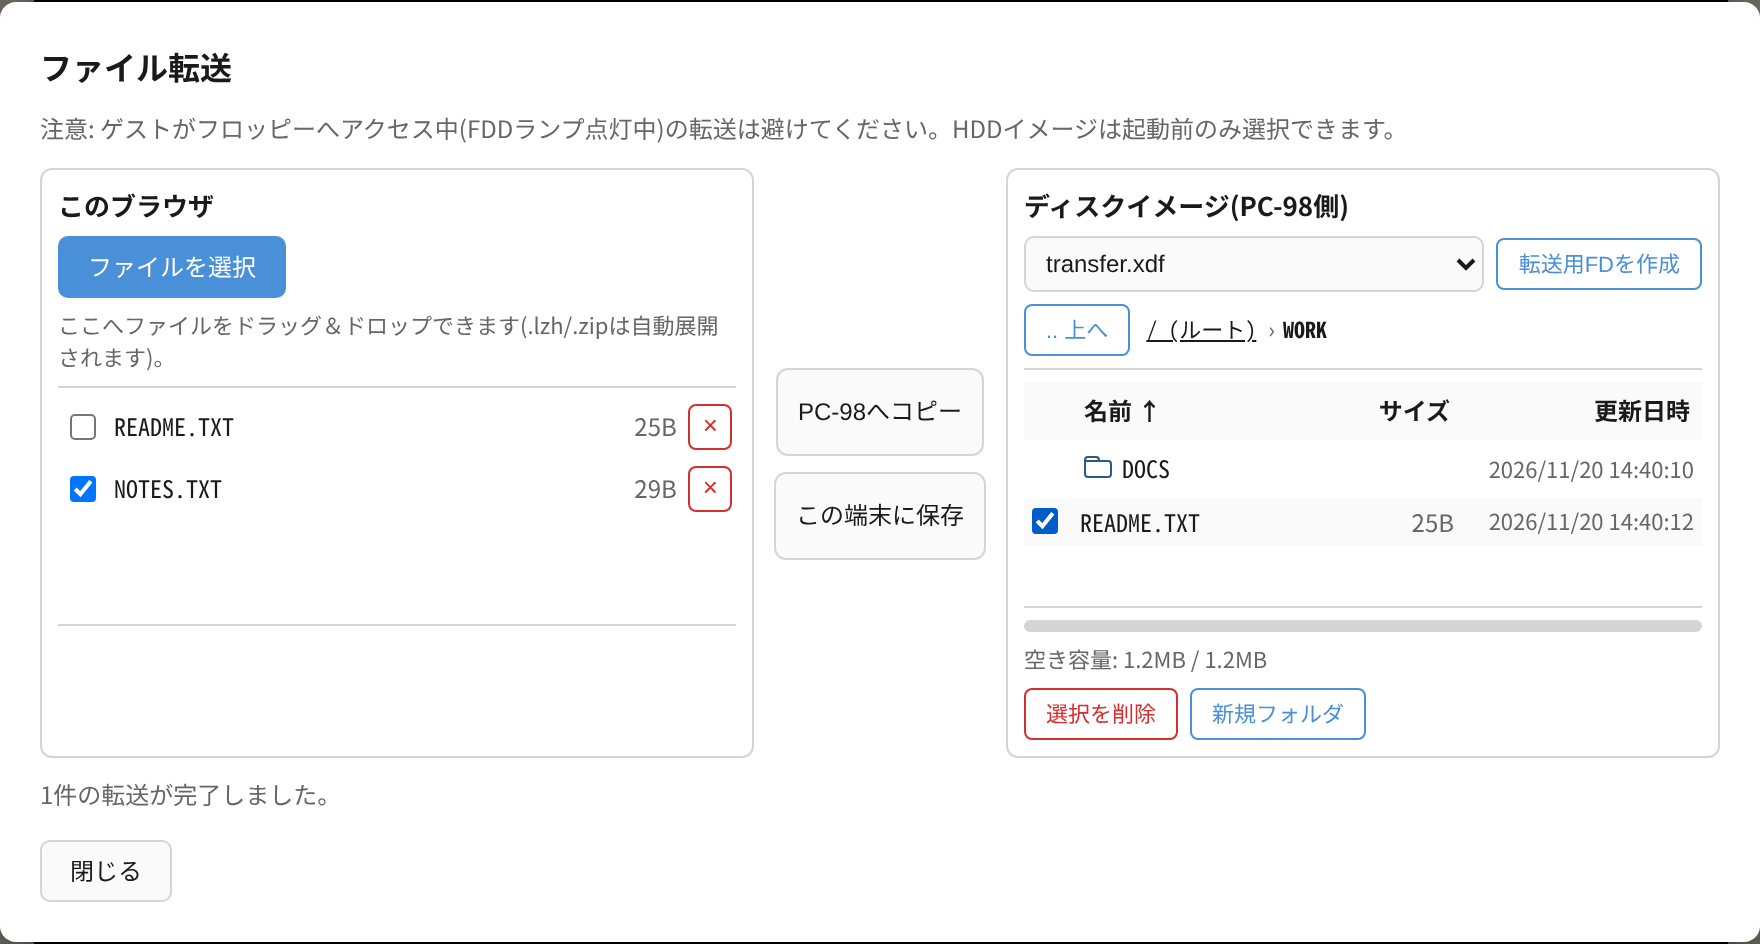 ファイル転送
注意: ゲストがフロッピーへアクセス中(FDDランプ点灯中)の転送は避けてください。HDDイメージは起動前のみ選択できます。
このブラウザ
ファイルを選択
ここへファイルをドラッグ＆ドロップできます(.lzh/.zipは自動展開
されます)。
README.TXT 25B ×
NOTES.TXT 29B ×
PC-98へコピー
この端末に保存
ディスクイメージ(PC-98側)
transfer.xdf 転送用FDを作成
.. 上へ / (ルート) › WORK
名前 ↑ サイズ 更新日時
DOCS 2026/11/20 14:40:10
README.TXT 25B 2026/11/20 14:40:12
空き容量: 1.2MB / 1.2MB
選択を削除 新規フォルダ
1件の転送が完了しました。
閉じる